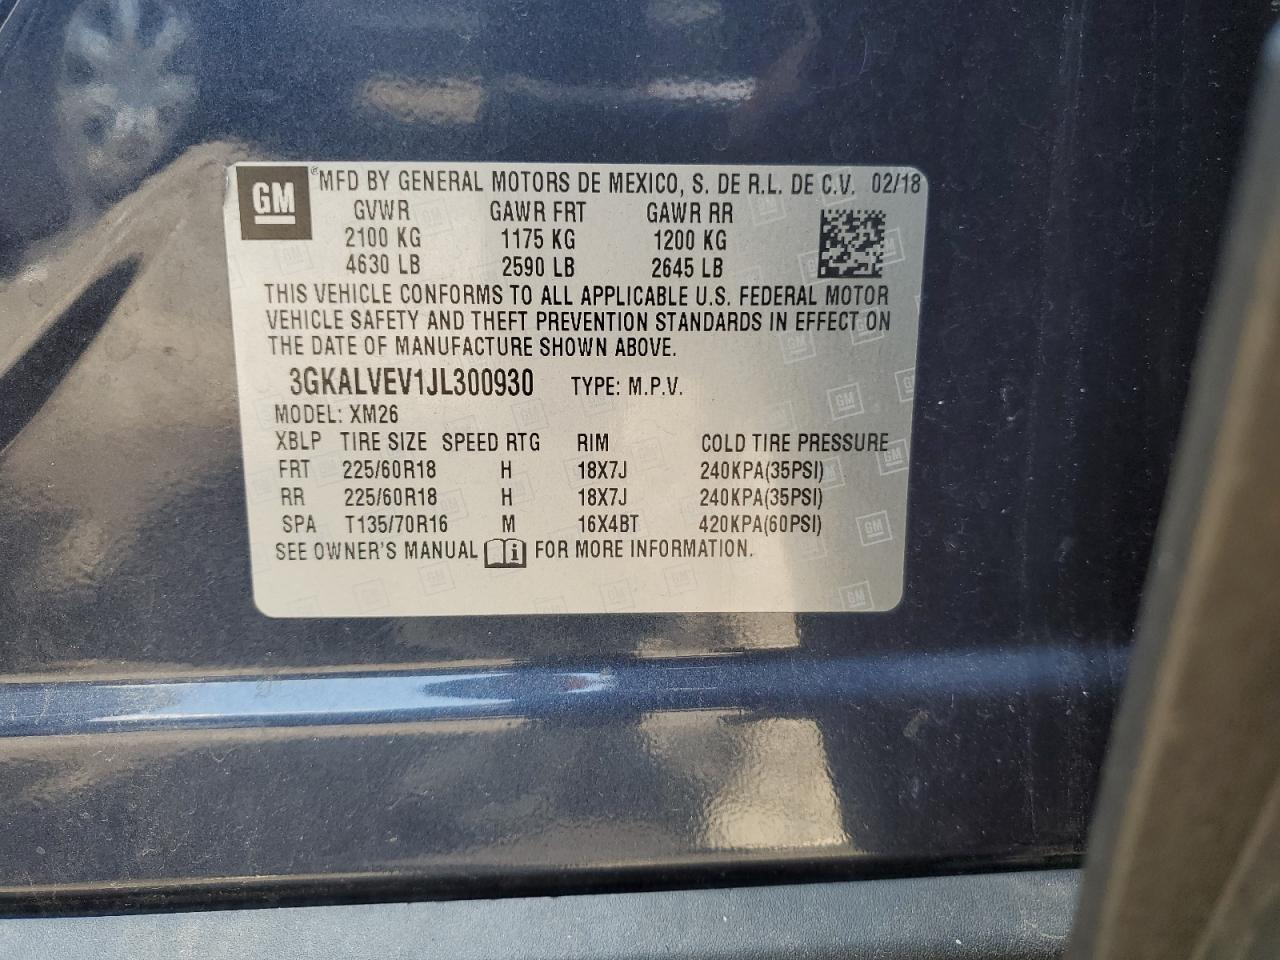 GM ® MFD BY GENERAL MOTORS DE MEXICO, S. DE R.L. DE C.V. 02/18
GVWR GAWR FRT GAWR RR
2100 KG 1175 KG 1200 KG
4630 LB 2590 LB 2645 LB
THIS VEHICLE CONFORMS TO ALL APPLICABLE U.S. FEDERAL MOTOR
VEHICLE SAFETY AND THEFT PREVENTION STANDARDS IN EFFECT ON
THE DATE OF MANUFACTURE SHOWN ABOVE.
3GKALVEV1JL300930 TYPE: M.P.V.
MODEL: XM26
XBLP TIRE SIZE SPEED RTG RIM COLD TIRE PRESSURE
FRT 225/60R18 H 18X7J 240KPA(35PSI)
RR 225/60R18 H 18X7J 240KPA(35PSI)
SPA T135/70R16 M 16X4BT 420KPA(60PSI)
SEE OWNER'S MANUAL i FOR MORE INFORMATION.